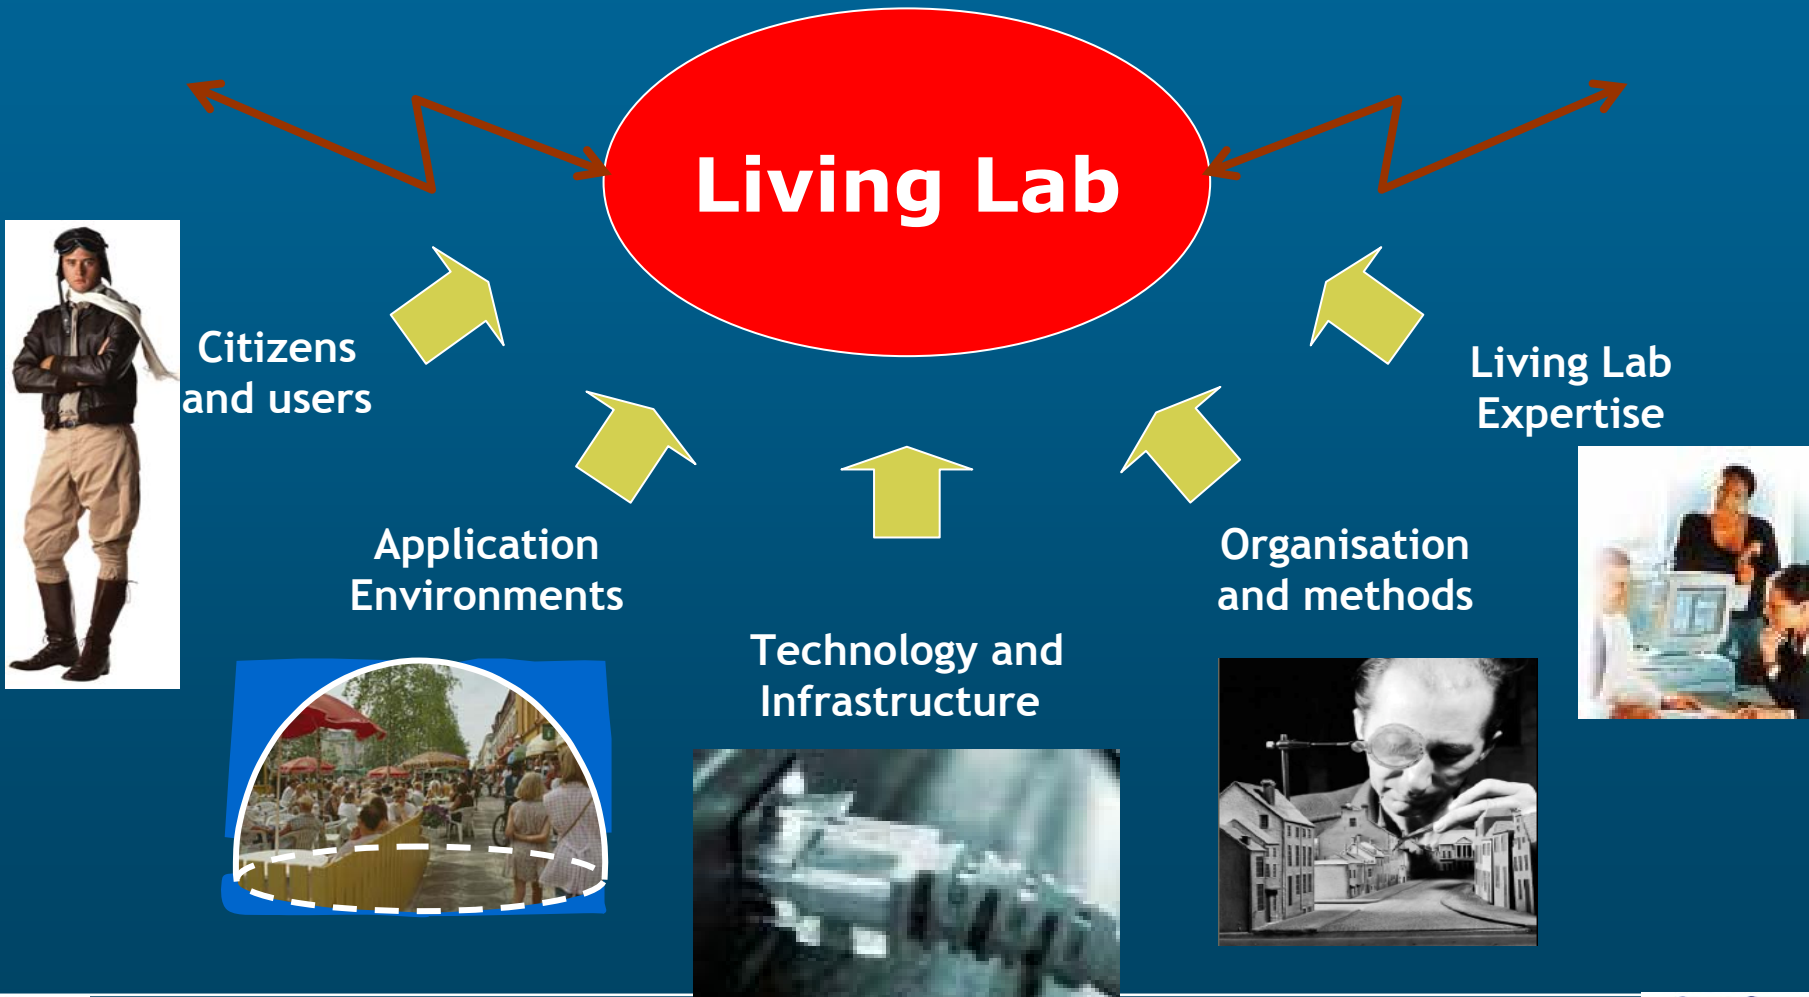 Living Lab
Citizens
and users
Living Lab
Expertise
Application
Environments
Organisation
and methods
Technology and
Infrastructure